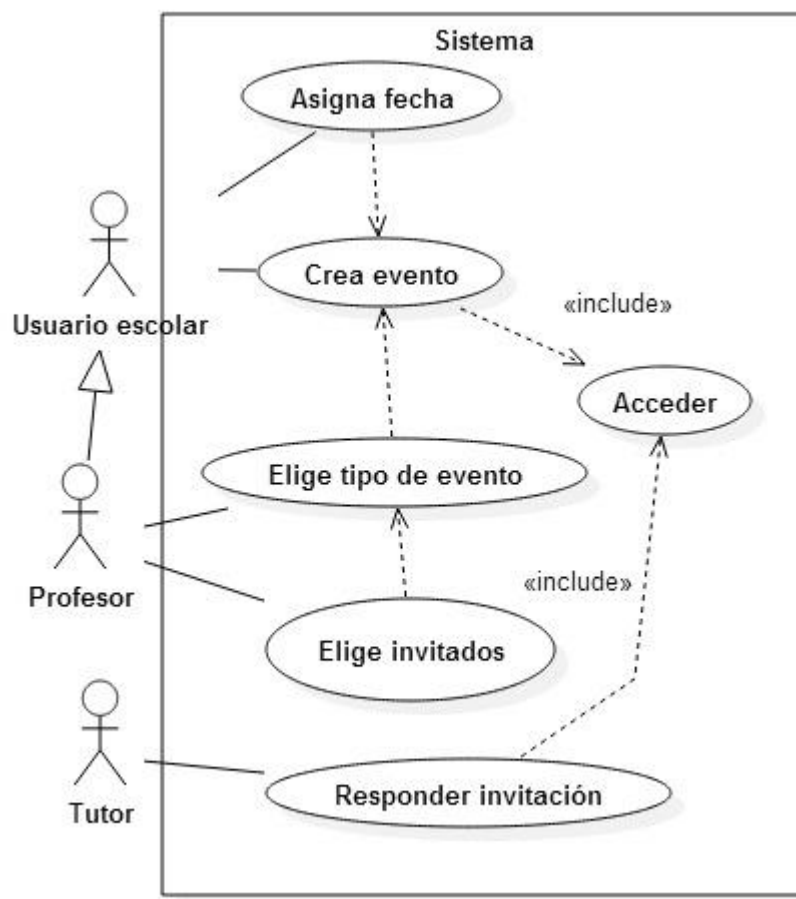 Sistema
Asigna fecha
Crea evento
«include»
Usuario escolar
Acceder
Elige tipo de evento
«include»
Profesor
Elige invitados
Tutor
Responder invitación